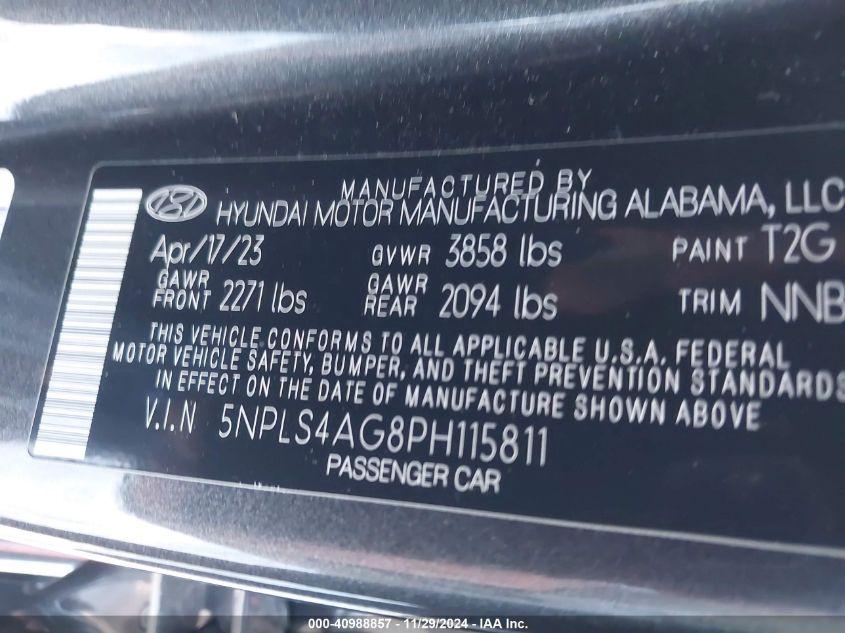 MANUFACTURED BY
HYUNDAI MOTOR MANUFACTURING ALABAMA, LLC
Apr/17/23 GVWR 3858 lbs PAINT T2G
GAWR FRONT 2271 lbs GAWR REAR 2094 lbs TRIM NNB
THIS VEHICLE CONFORMS TO ALL APPLICABLE U.S.A. FEDERAL
MOTOR VEHICLE SAFETY, BUMPER, AND THEFT PREVENTION STANDARDS
IN EFFECT ON THE DATE OF MANUFACTURE SHOWN ABOVE
V.I.N 5NPLS4AG8PH115811
PASSENGER CAR
000-40988857 - 11/29/2024 - IAA Inc.